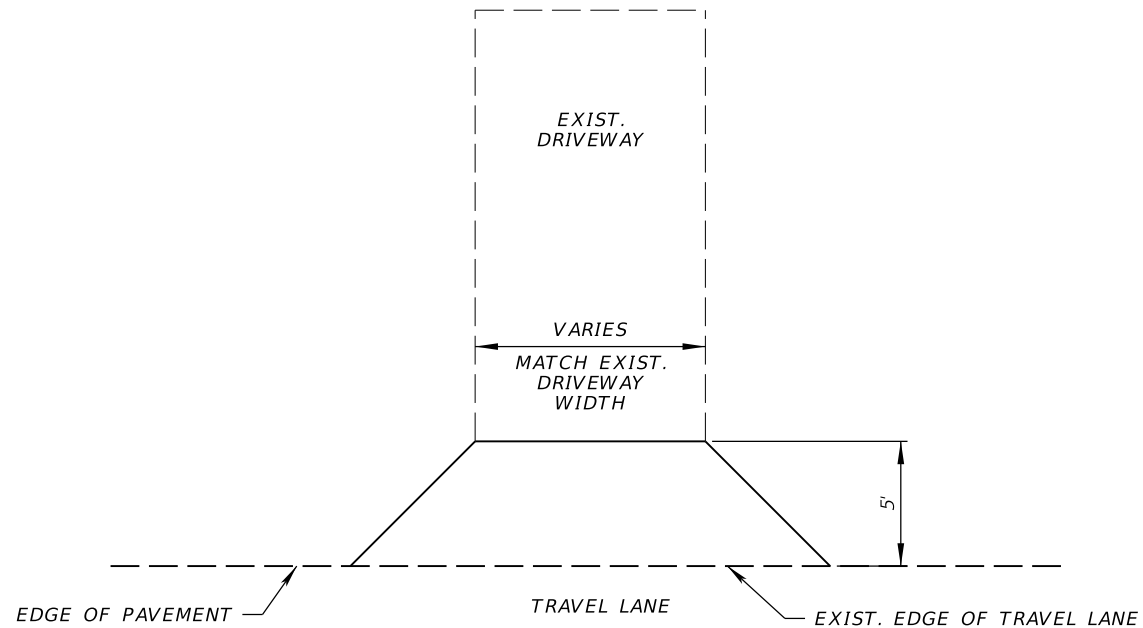 EXIST.
DRIVEWAY
VARIES
MATCH EXIST.
DRIVEWAY
WIDTH
5'
EDGE OF PAVEMENT
TRAVEL LANE
EXIST. EDGE OF TRAVEL LANE